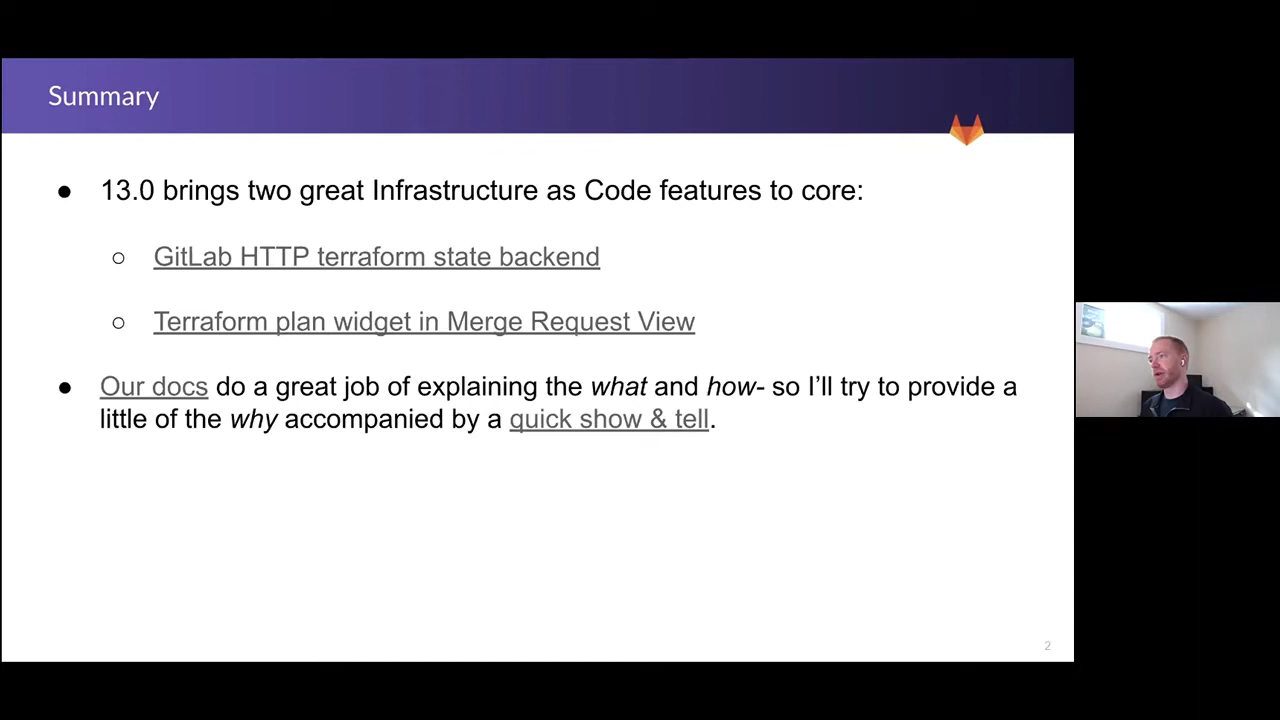 Summary
● 13.0 brings two great Infrastructure as Code features to core:
○ GitLab HTTP terraform state backend
○ Terraform plan widget in Merge Request View
● Our docs do a great job of explaining the what and how- so I’ll try to provide a
little of the why accompanied by a quick show & tell.
2